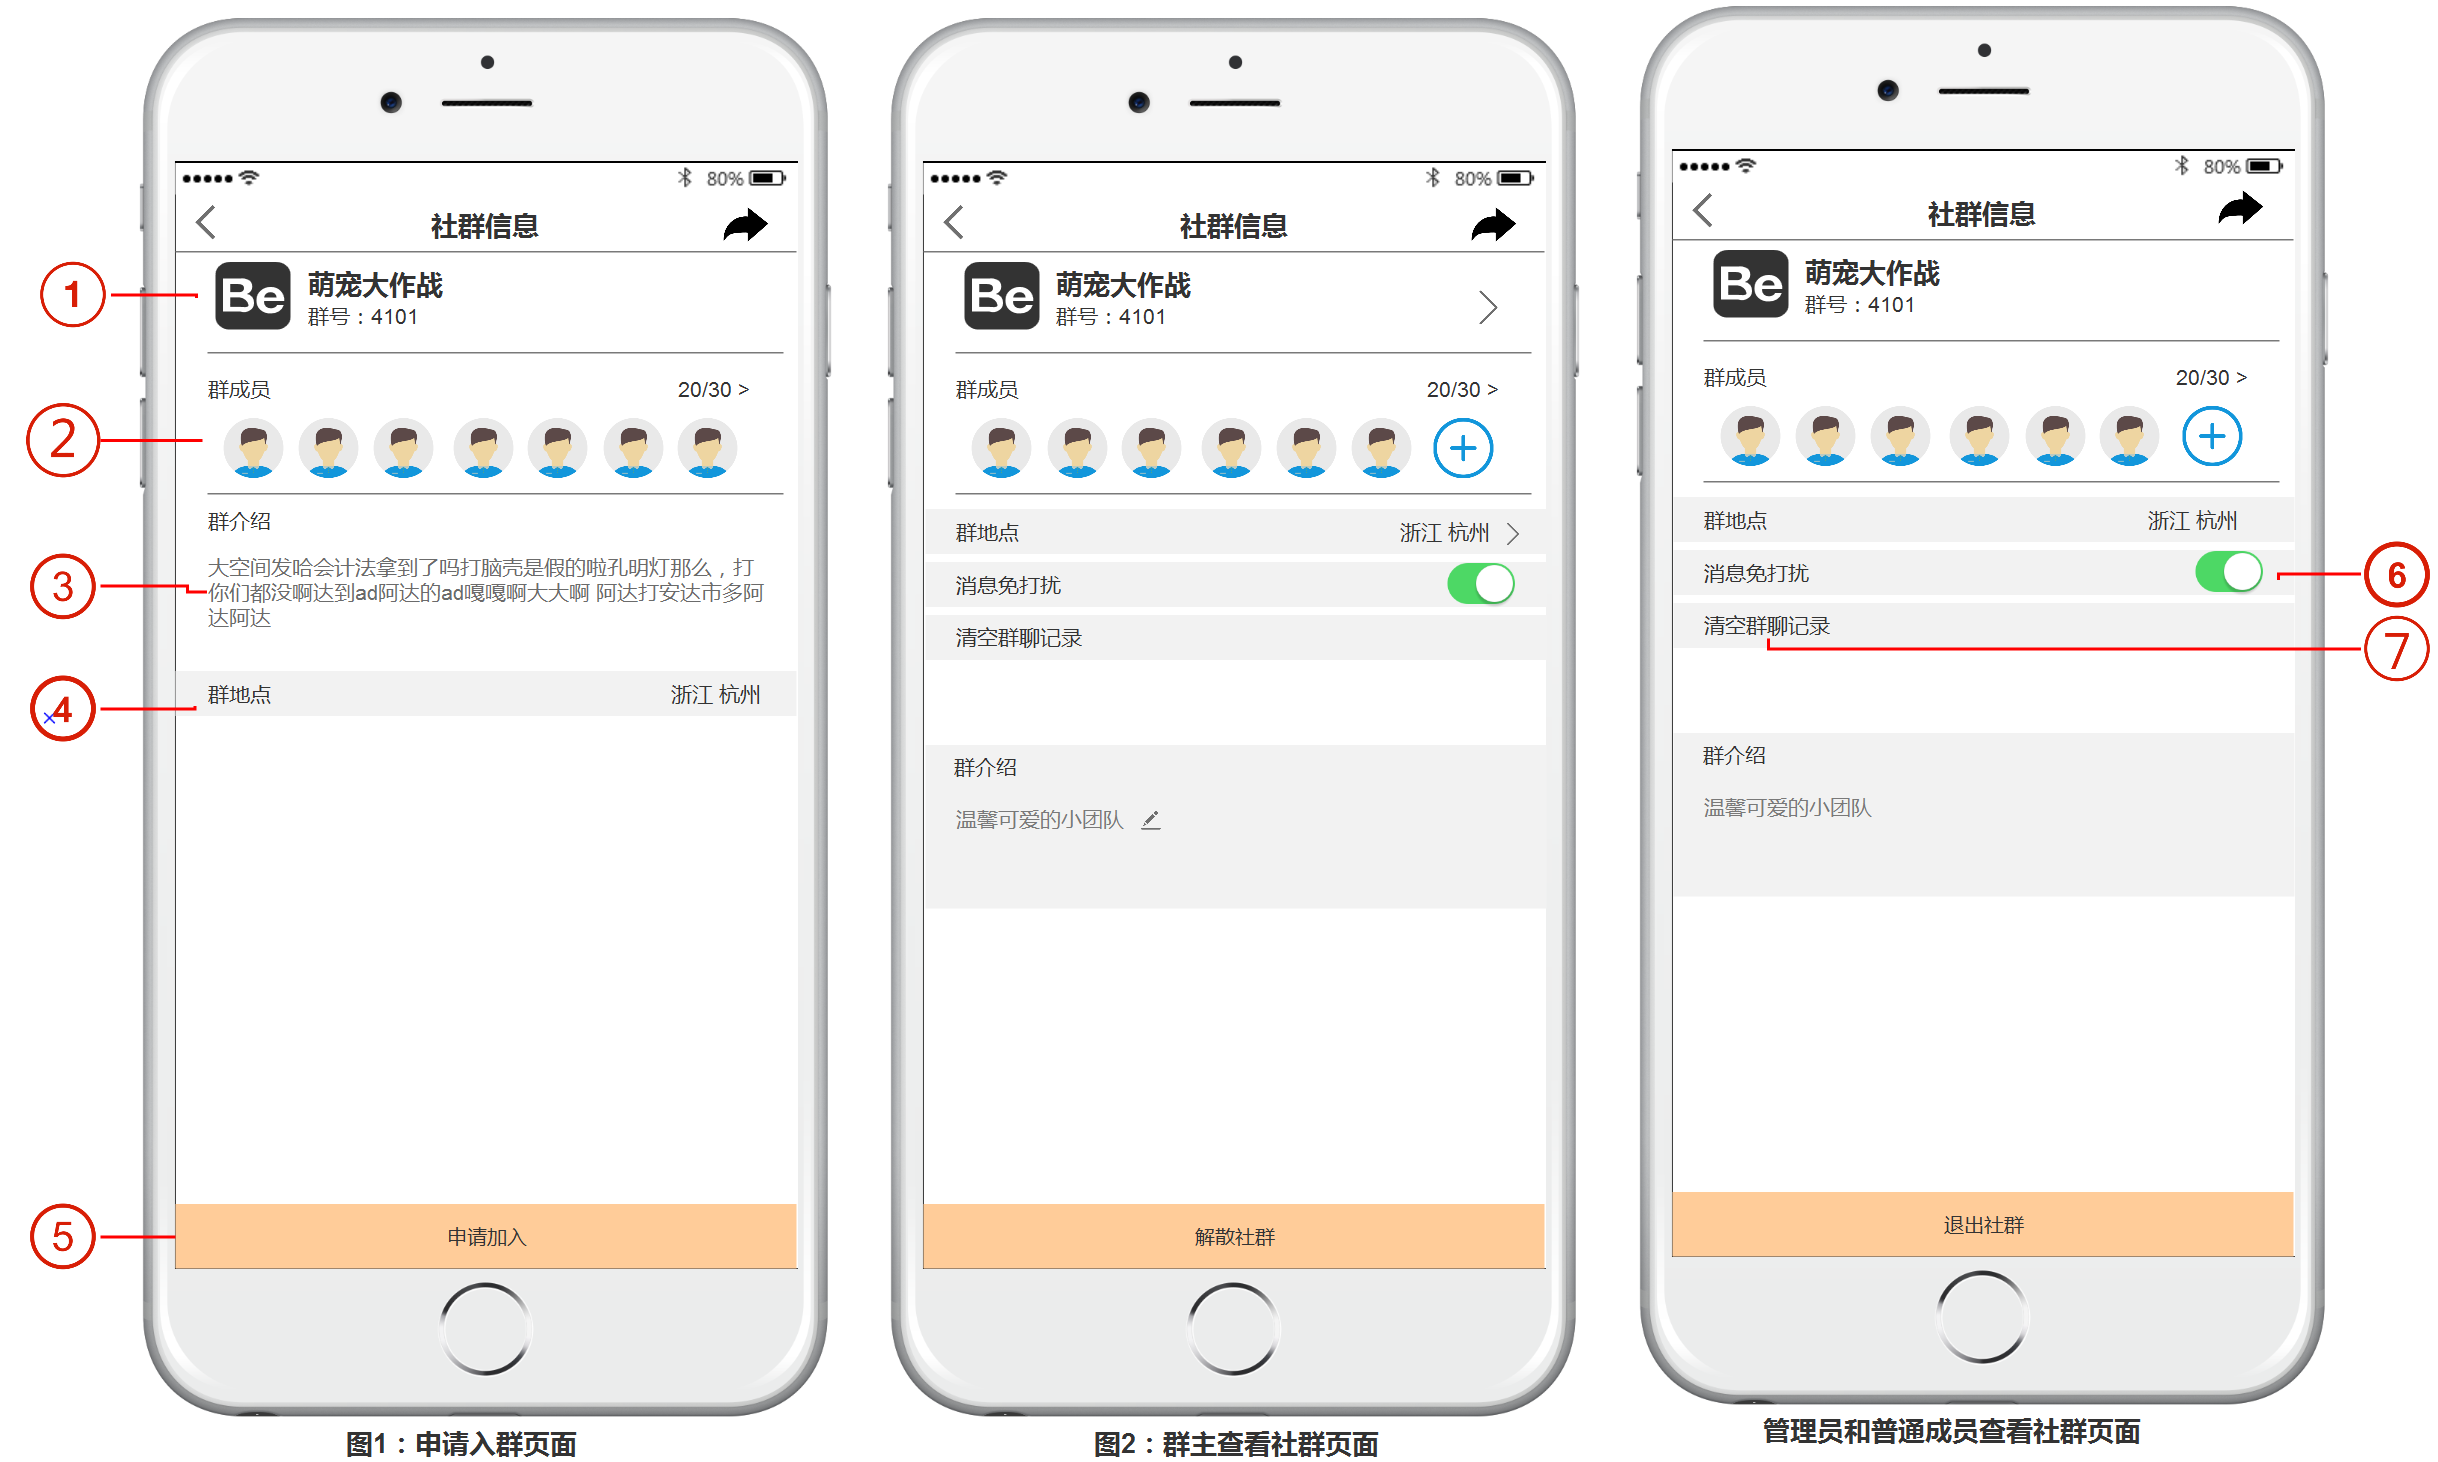 80%
社群信息
1
Be
萌宠大作战
群号：4101
群成员
20/30 >
2
群介绍
3
大空间发哈会计法拿到了吗打脑壳是假的啦孔明灯那么，打
你们都没啊达到ad阿达的ad嘎嘎啊大大啊 阿达打安达市多阿
达阿达
4
群地点
浙江 杭州
5
申请加入
图1：申请入群页面
80%
社群信息
Be
萌宠大作战
群号：4101
群成员
20/30 >
群地点
浙江 杭州
消息免打扰
清空群聊记录
群介绍
温馨可爱的小团队
解散社群
图2：群主查看社群页面
80%
社群信息
Be
萌宠大作战
群号：4101
群成员
20/30 >
群地点
浙江 杭州
消息免打扰
6
清空群聊记录
7
群介绍
温馨可爱的小团队
退出社群
管理员和普通成员查看社群页面